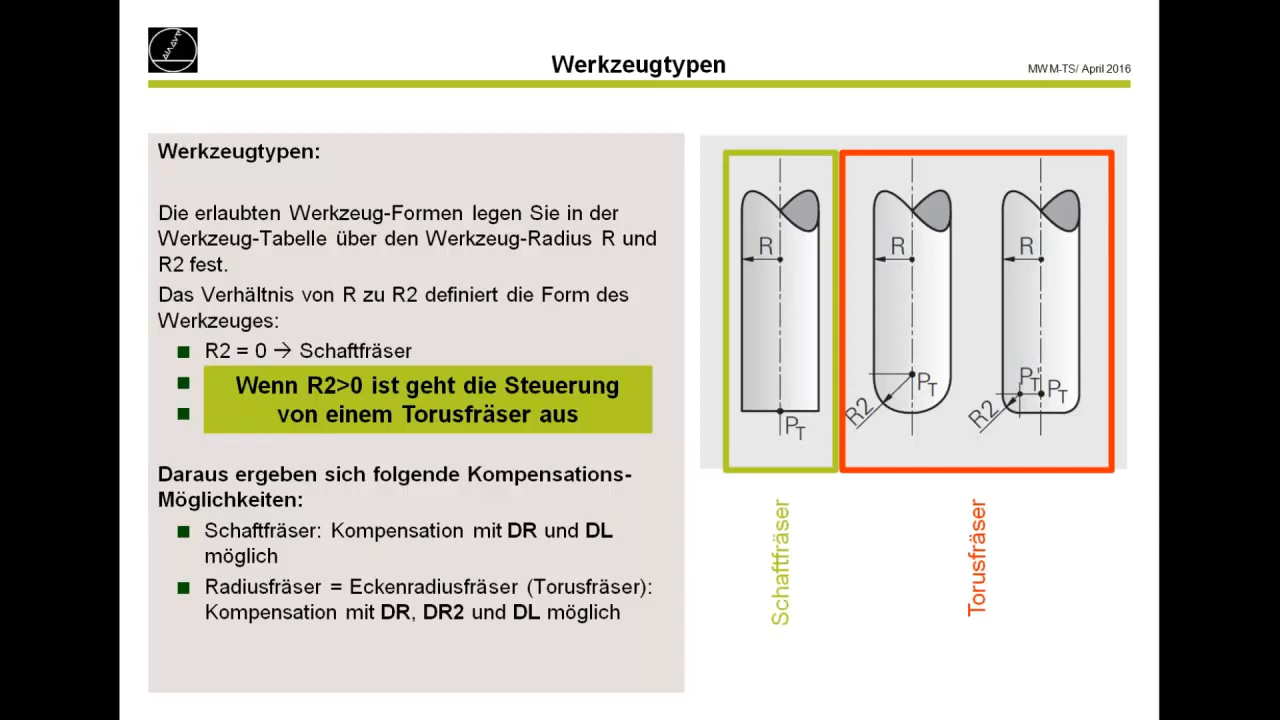 Werkzeugtypen
MWM-TS/ April 2016
Werkzeugtypen:
Die erlaubten Werkzeug-Formen legen Sie in der
Werkzeug-Tabelle über den Werkzeug-Radius R und
R2 fest.
Das Verhältnis von R zu R2 definiert die Form des
Werkzeuges:
R2 = 0 → Schaftfräser
Wenn R2>0 ist geht die Steuerung
von einem Torusfräser aus
Daraus ergeben sich folgende Kompensations-
Möglichkeiten:
Schaftfräser: Kompensation mit DR und DL
möglich
Radiusfräser = Eckenradiusfräser (Torusfräser):
Kompensation mit DR, DR2 und DL möglich
R
PT
R
PT
R2
R
PT'
PT
R2
Schaftfräser
Torusfräser